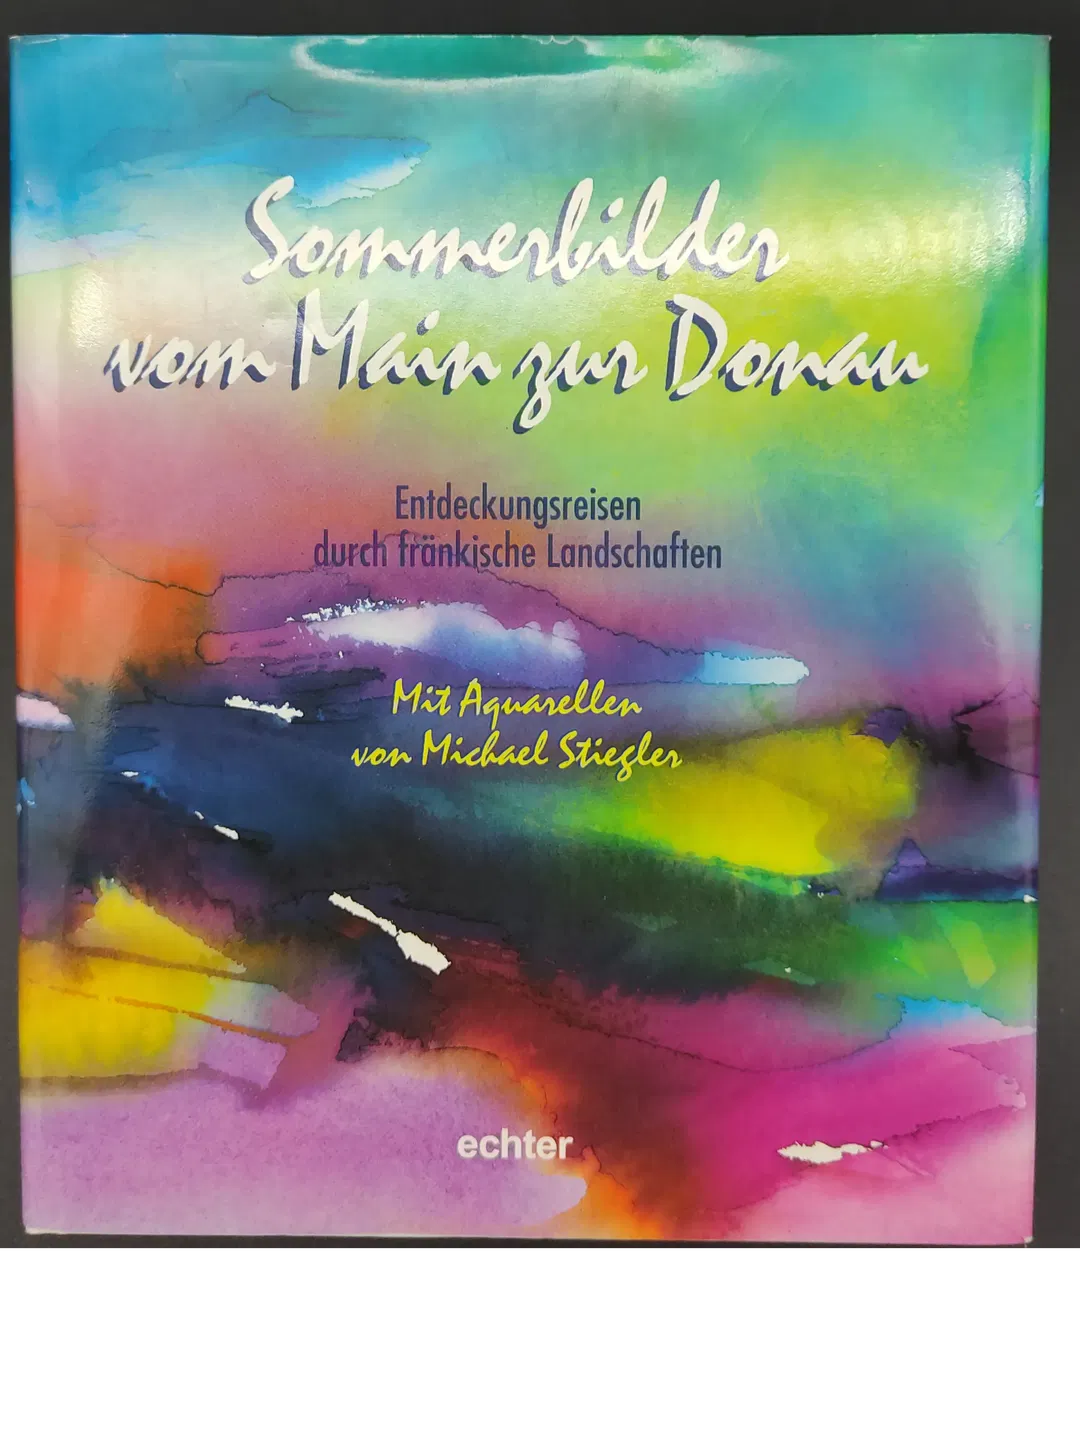 Sommerbilder
vom Main zur Donau
Entdeckungsreisen
durch fränkische Landschaften
Mit Aquarellen
von Michael Stiegler
echter